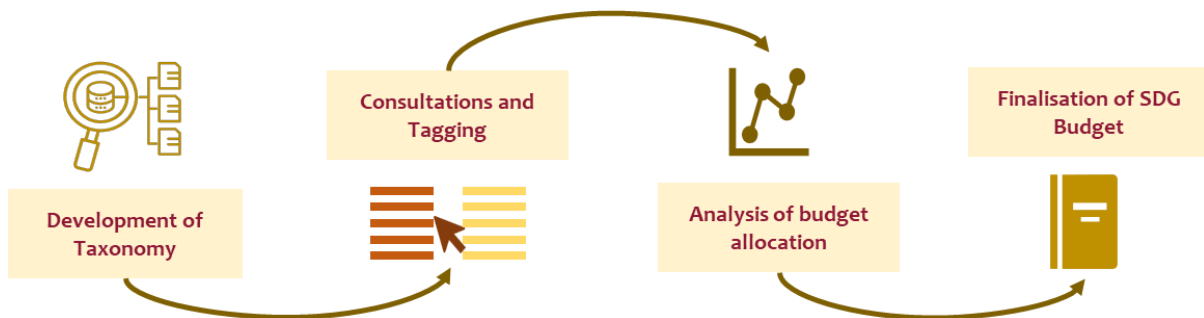 Development of
Taxonomy
Consultations and
Tagging
Analysis of budget
allocation
Finalisation of SDG
Budget